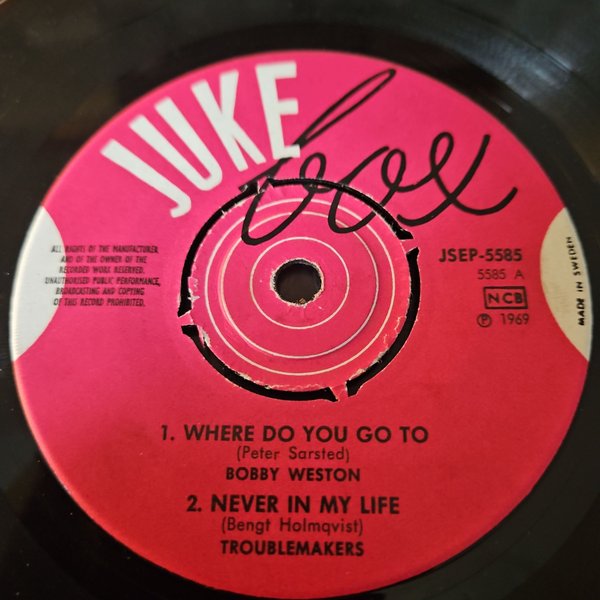 JUKE box
ALL RIGHTS OF THE MANUFACTURER
AND OF THE OWNER OF THE
RECORDED WORK RESERVED.
UNAUTHORISED PUBLIC PERFORMANCE,
BROADCASTING AND COPYING
OF THIS RECORD PROHIBITED.
JSEP-5585
5585 A
NCB
Ⓟ 1969
MADE IN SWEDEN
1. WHERE DO YOU GO TO
(Peter Sarsted)
BOBBY WESTON
2. NEVER IN MY LIFE
(Bengt Holmqvist)
TROUBLEMAKERS